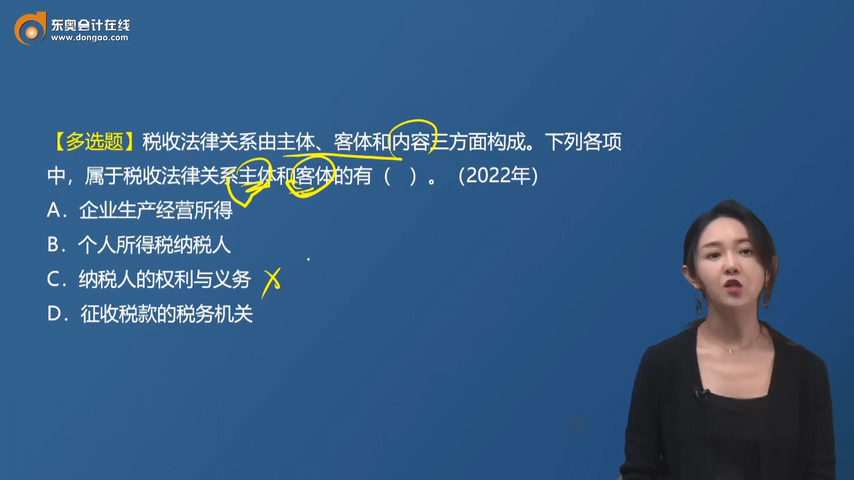 东奥会计在线
www.dongao.com
【多选题】税收法律关系由主体、客体和内容三方面构成。下列各项
中，属于税收法律关系主体和客体的有（ ）。（2022年）
A．企业生产经营所得
B．个人所得税纳税人
C．纳税人的权利与义务
D．征收税款的税务机关